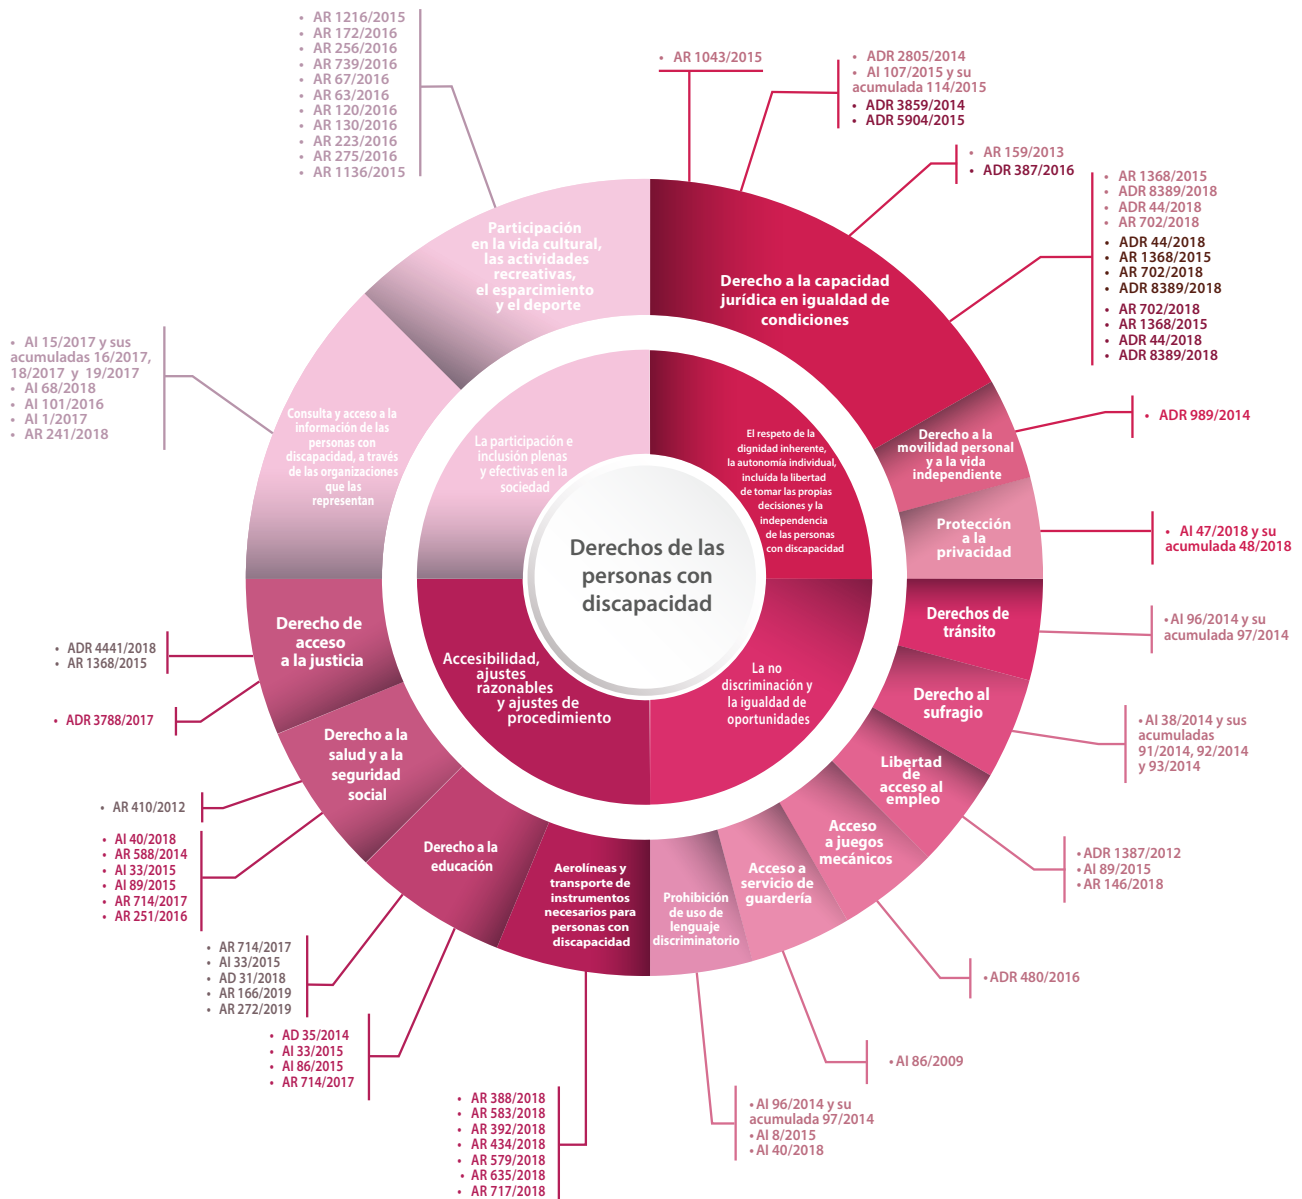 • AR 1216/2015
• AR 172/2016
• AR 256/2016
• AR 739/2016
• AR 67/2016
• AR 63/2016
• AR 120/2016
• AR 130/2016
• AR 223/2016
• AR 275/2016
• AR 1136/2015
• AR 1043/2015
• ADR 2805/2014
• AI 107/2015 y su
acumulada 114/2015
• ADR 3859/2014
• ADR 5904/2015
• AR 159/2013
• ADR 387/2016
• AR 1368/2015
• ADR 8389/2018
• ADR 44/2018
• AR 702/2018
• ADR 44/2018
• AR 1368/2015
• AR 702/2018
• ADR 8389/2018
• AR 702/2018
• AR 1368/2015
• ADR 44/2018
• ADR 8389/2018
• ADR 989/2014
• AI 47/2018 y su
acumulada 48/2018
• AI 96/2014 y su
acumulada 97/2014
• AI 38/2014 y sus
acumuladas
91/2014, 92/2014
y 93/2014
• ADR 1387/2012
• AI 89/2015
• AR 146/2018
• ADR 480/2016
• AI 86/2009
• AI 96/2014 y su
acumulada 97/2014
• AI 8/2015
• AI 40/2018
• AR 388/2018
• AR 583/2018
• AR 392/2018
• AR 434/2018
• AR 579/2018
• AR 635/2018
• AR 717/2018
• AD 35/2014
• AI 33/2015
• AI 86/2015
• AR 714/2017
• AR 714/2017
• AI 33/2015
• AD 31/2018
• AR 166/2019
• AR 272/2019
• AI 40/2018
• AR 588/2014
• AI 33/2015
• AI 89/2015
• AR 714/2017
• AR 251/2016
• AR 410/2012
• ADR 3788/2017
• ADR 4441/2018
• AR 1368/2015
• AI 15/2017 y sus
acumuladas 16/2017,
18/2017 y 19/2017
• AI 68/2018
• AI 101/2016
• AI 1/2017
• AR 241/2018
Participación
en la vida cultural,
las actividades
recreativas,
el esparcimiento
y el deporte
Derecho a la capacidad
jurídica en igualdad de
condiciones
Derecho a la
movilidad personal
y a la vida
independiente
Protección
a la
privacidad
Derechos de
tránsito
Derecho al
sufragio
Libertad
de
acceso al
empleo
Acceso
a juegos
mecánicos
Acceso a
servicio de
guardería
Prohibición
de uso de
lenguaje
discriminatorio
Aerolíneas y
transporte de
instrumentos
necesarios para
personas con
discapacidad
Derecho a la
educación
Derecho a la
salud y a la
seguridad
social
Derecho de
acceso
a la justicia
Consulta y acceso a la
información de las
personas con
discapacidad, a través
de las organizaciones
que las
representan
La participación e
inclusión plenas
y efectivas en la
sociedad
El respeto de la
dignidad inherente,
la autonomía individual,
incluída la libertad
de tomar las propias
decisiones y la
independencia
de las personas
con discapacidad
La no
discriminación y
la igualdad de
oportunidades
Accesibilidad,
ajustes
razonables
y ajustes de
procedimiento
Derechos de las
personas con
discapacidad